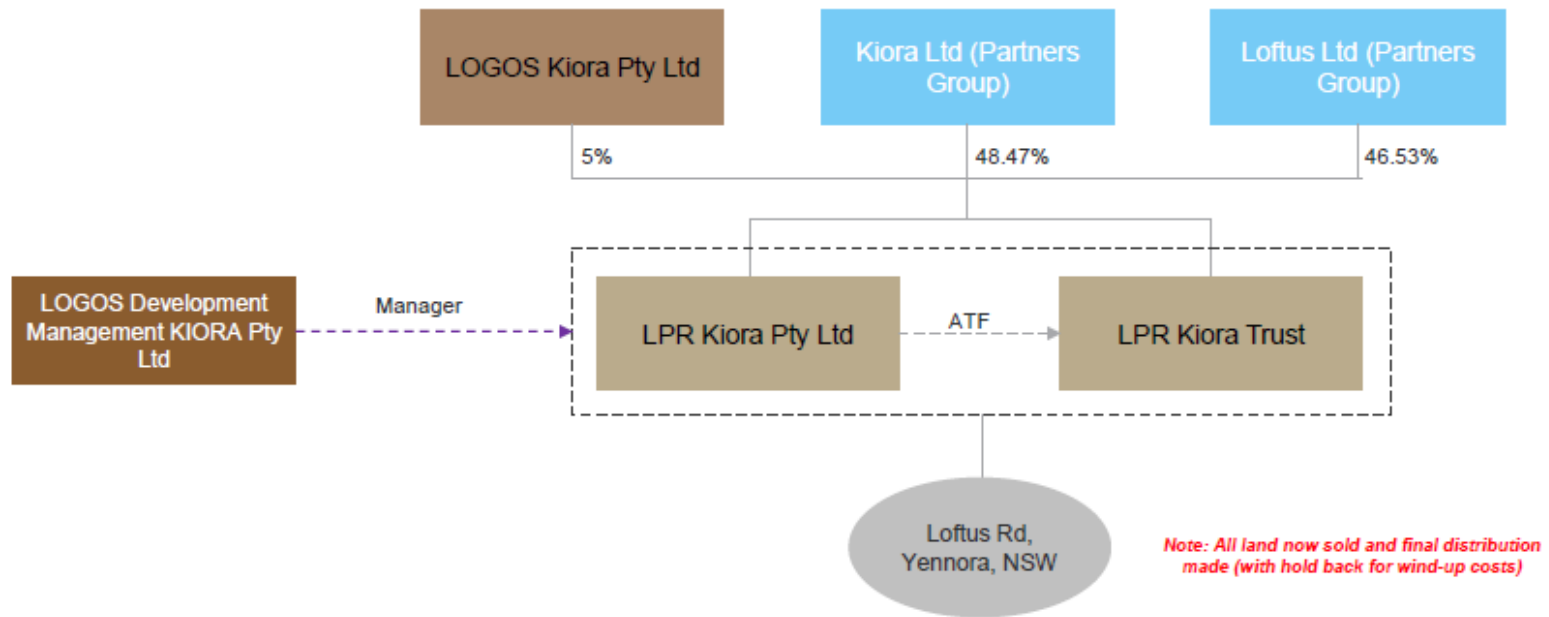 LOGOS Kiora Pty Ltd
Kiora Ltd (Partners
Group)
Loftus Ltd (Partners
Group)
5%
48.47%
46.53%
LOGOS Development
Management KIORA Pty
Ltd
Manager
LPR Kiora Pty Ltd
ATF
LPR Kiora Trust
Loftus Rd,
Yennora, NSW
Note: All land now sold and final distribution
made (with hold back for wind-up costs)